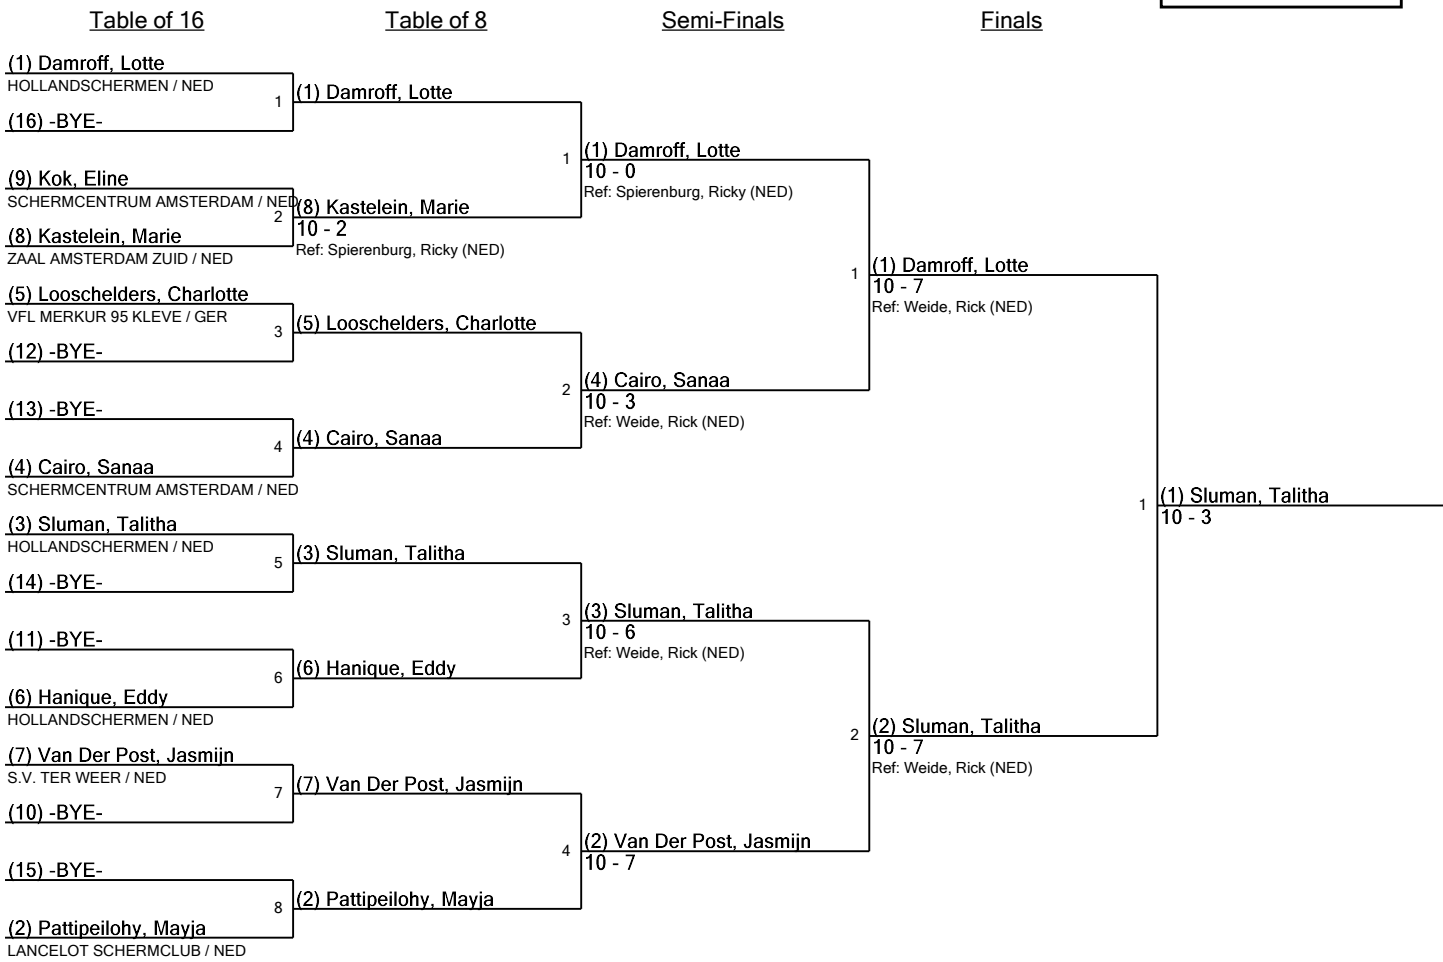 Table of 16
Table of 8
Semi-Finals
Finals
(1) Damroff, Lotte
HOLLANDSCHERMEN / NED
1
(16) -BYE-
(9) Kok, Eline
SCHERMCENTRUM AMSTERDAM / NED
2
(8) Kastelein, Marie
ZAAL AMSTERDAM ZUID / NED
(5) Looschelders, Charlotte
VFL MERKUR 95 KLEVE / GER
3
(12) -BYE-
(13) -BYE-
4
(4) Cairo, Sanaa
SCHERMCENTRUM AMSTERDAM / NED
(3) Sluman, Talitha
HOLLANDSCHERMEN / NED
5
(14) -BYE-
(11) -BYE-
6
(6) Hanique, Eddy
HOLLANDSCHERMEN / NED
(7) Van Der Post, Jasmijn
S.V. TER WEER / NED
7
(10) -BYE-
(15) -BYE-
8
(2) Pattipeilohy, Mayja
LANCELOT SCHERMCLUB / NED
(1) Damroff, Lotte
1
(8) Kastelein, Marie
10 - 2
Ref: Spierenburg, Ricky (NED)
(5) Looschelders, Charlotte
2
(4) Cairo, Sanaa
(3) Sluman, Talitha
3
(6) Hanique, Eddy
(7) Van Der Post, Jasmijn
4
(2) Pattipeilohy, Mayja
(1) Damroff, Lotte
10 - 0
Ref: Spierenburg, Ricky (NED)
1
(4) Cairo, Sanaa
10 - 3
Ref: Weide, Rick (NED)
(3) Sluman, Talitha
10 - 6
Ref: Weide, Rick (NED)
2
(2) Van Der Post, Jasmijn
10 - 7
(1) Damroff, Lotte
10 - 7
Ref: Weide, Rick (NED)
1
(2) Sluman, Talitha
10 - 7
Ref: Weide, Rick (NED)
(1) Sluman, Talitha
10 - 3